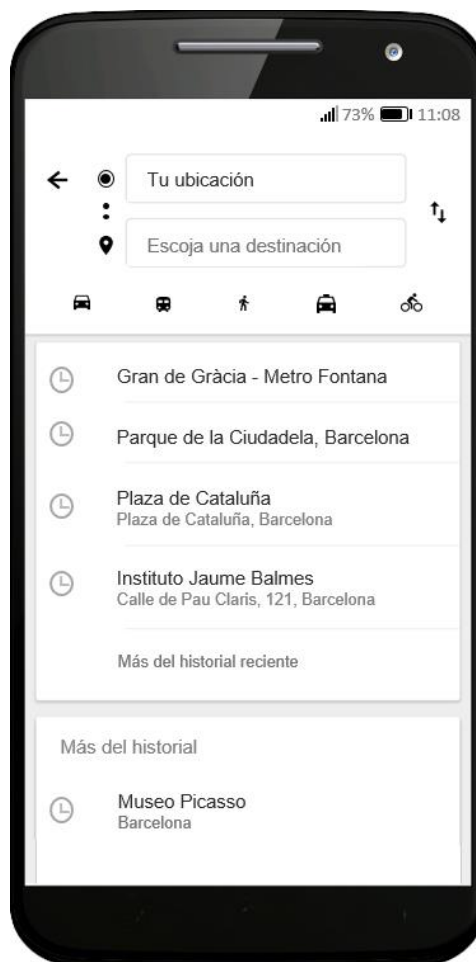 73% 11:08
Tu ubicación
Escoja una destinación
Gran de Gràcia - Metro Fontana
Parque de la Ciudadela, Barcelona
Plaza de Cataluña
Plaza de Cataluña, Barcelona
Instituto Jaume Balmes
Calle de Pau Claris, 121, Barcelona
Más del historial reciente
Más del historial
Museo Picasso
Barcelona